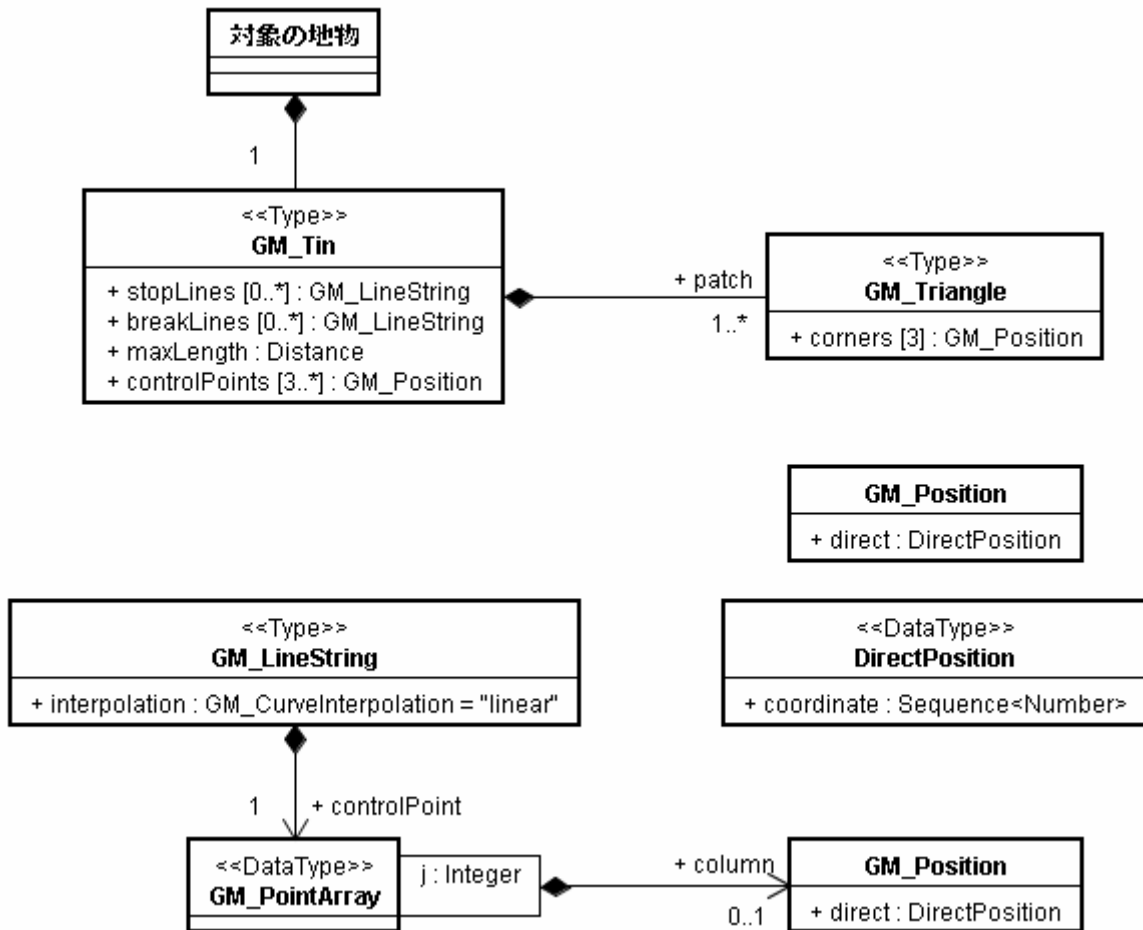 対象の地物
1
<<Type>>
GM_Tin
+ stopLines [0..*] : GM_LineString
+ breakLines [0..*] : GM_LineString
+ maxLength : Distance
+ controlPoints [3..*] : GM_Position
+ patch
1..*
<<Type>>
GM_Triangle
+ corners [3] : GM_Position
GM_Position
+ direct : DirectPosition
<<Type>>
GM_LineString
+ interpolation : GM_CurveInterpolation = "linear"
<<DataType>>
DirectPosition
+ coordinate : Sequence<Number>
1
+ controlPoint
<<DataType>>
GM_PointArray
j : Integer
+ column
0..1
GM_Position
+ direct : DirectPosition